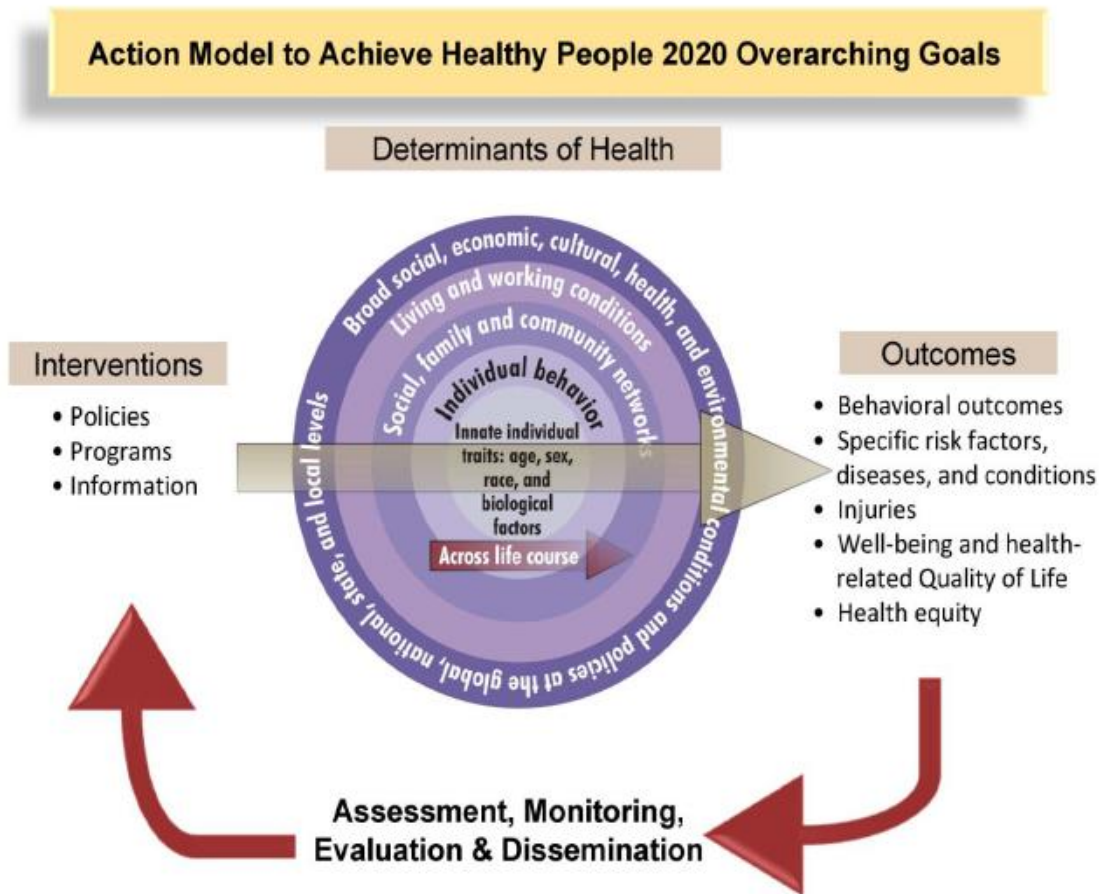 Action Model to Achieve Healthy People 2020 Overarching Goals
Determinants of Health
Broad social, economic, cultural, health, and environmental conditions and policies at the global, national, state, and local levels
Living and working conditions
Social, family and community networks
Individual behavior
Innate individual
traits: age, sex,
race, and
biological
factors
Across life course
Interventions
• Policies
• Programs
• Information
Outcomes
• Behavioral outcomes
• Specific risk factors,
diseases, and conditions
• Injuries
• Well-being and health-
related Quality of Life
• Health equity
Assessment, Monitoring,
Evaluation & Dissemination